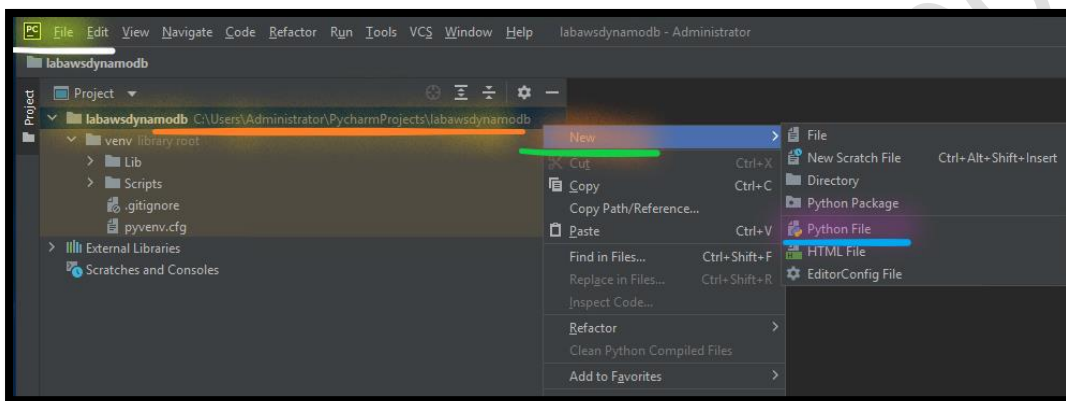 PC File Edit View Navigate Code Refactor Run Tools VCS Window Help labawsdynamodb - Administrator
labawsdynamodb
Project
Project
labawsdynamodb C:\Users\Administrator\PycharmProjects\labawsdynamodb
venv library root
Lib
Scripts
.gitignore
pyvenv.cfg
External Libraries
Scratches and Consoles
New
Cut Ctrl+X
Copy Ctrl+C
Copy Path/Reference...
Paste Ctrl+V
Find in Files... Ctrl+Shift+F
Replace in Files... Ctrl+Shift+R
Inspect Code...
Refactor
Clean Python Compiled Files
Add to Favorites
File
New Scratch File Ctrl+Alt+Shift+Insert
Directory
Python Package
Python File
HTML File
EditorConfig File